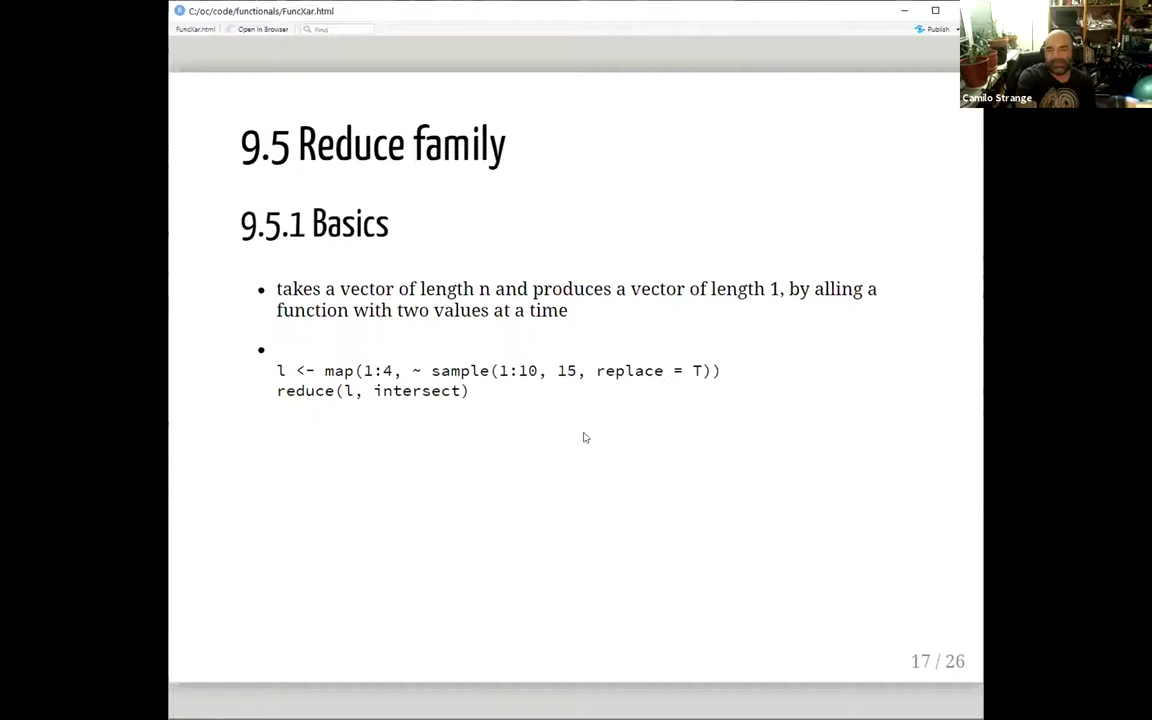 C:/oc/code/functionals/FuncXar.html
FuncXar.html
Open in Browser
Find
Publish
Camilo Strange
9.5 Reduce family
9.5.1 Basics
• takes a vector of length n and produces a vector of length 1, by alling a
function with two values at a time
•
l <- map(1:4, ~ sample(1:10, 15, replace = T))
reduce(l, intersect)
17 / 26